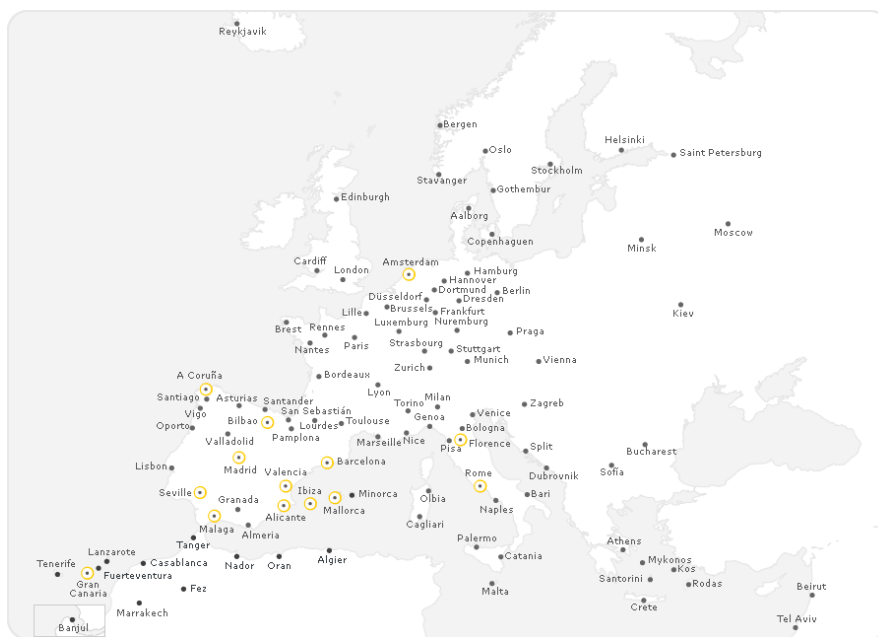 Reykjavik
Bergen
Helsinki
Oslo
Saint Petersburg
Stockholm
Stavanger
Gothembur
Edinburgh
Aalborg
Moscow
Copenhaguen
Minsk
Amsterdam
Cardiff
London
Hamburg
Hannover
Dortmund
Berlin
Düsseldorf
Dresden
Brussels
Lille
Frankfurt
Kiev
Luxemburg
Nuremburg
Brest
Rennes
Praga
Nantes
Paris
Strasbourg
Stuttgart
Munich
Vienna
Zurich
A Coruña
Bordeaux
Lyon
Santiago
Asturias
Santander
Torino
Milan
Zagreb
Vigo
San Sebastián
Genoa
Venice
Oporto
Bilbao
Lourdes
Toulouse
Bologna
Valladolid
Pamplona
Marseille
Nice
Pisa
Florence
Split
Bucharest
Lisbon
Madrid
Valencia
Barcelona
Rome
Dubrovnik
Sofía
Seville
Granada
Ibiza
Minorca
Olbia
Bari
Malaga
Alicante
Mallorca
Naples
Almeria
Cagliari
Tanger
Palermo
Athens
Lanzarote
Casablanca
Nador
Oran
Algier
Catania
Mykonos
Tenerife
Fuerteventura
Kos
Gran
Canaria
Fez
Malta
Santorini
Rodas
Beirut
Marrakech
Crete
Banjul
Tel Aviv